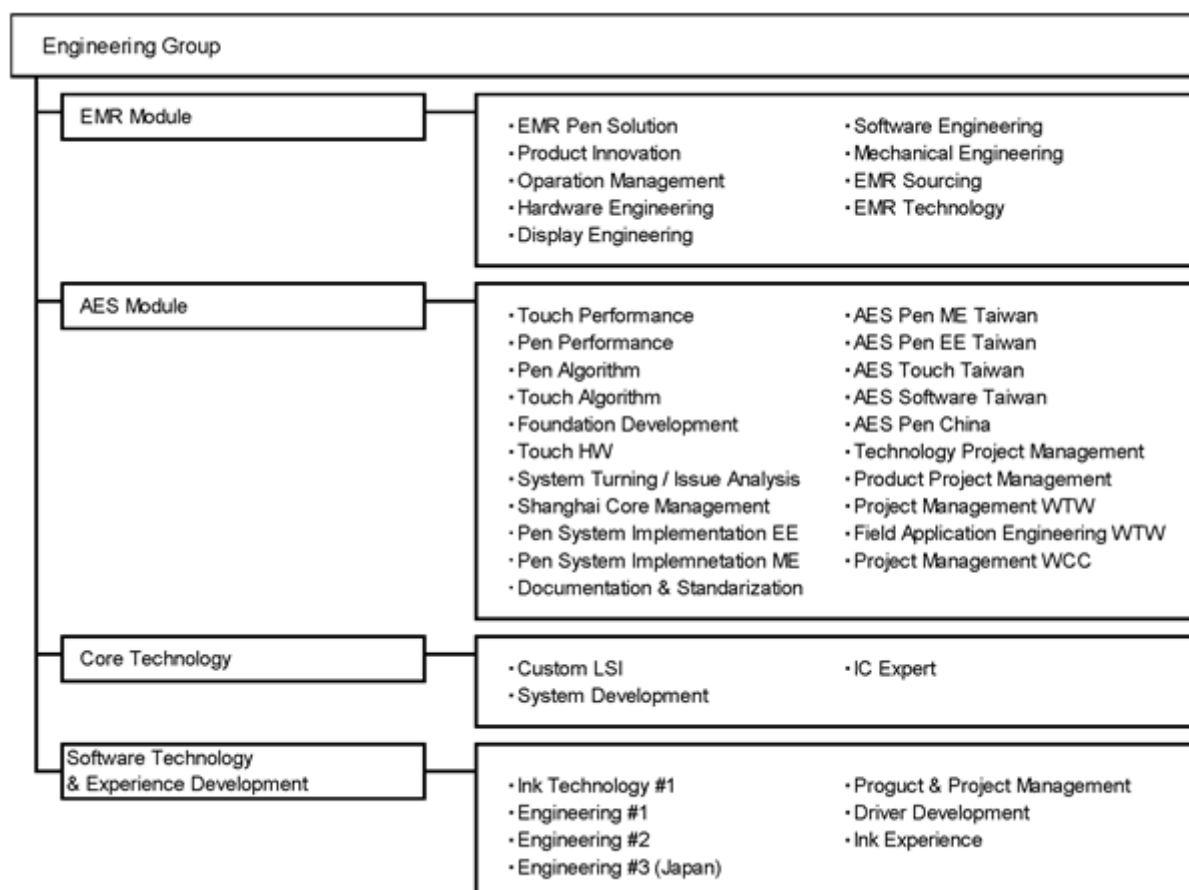 Engineering Group
EMR Module
・EMR Pen Solution
・Product Innovation
・Oparation Management
・Hardware Engineering
・Display Engineering
・Software Engineering
・Mechanical Engineering
・EMR Sourcing
・EMR Technology
AES Module
・Touch Performance
・Pen Performance
・Pen Algorithm
・Touch Algorithm
・Foundation Development
・Touch HW
・System Turning / Issue Analysis
・Shanghai Core Management
・Pen System Implementation EE
・Pen System Implemnetation ME
・Documentation & Standarization
・AES Pen ME Taiwan
・AES Pen EE Taiwan
・AES Touch Taiwan
・AES Software Taiwan
・AES Pen China
・Technology Project Management
・Product Project Management
・Project Management WTW
・Field Application Engineering WTW
・Project Management WCC
Core Technology
・Custom LSI
・System Development
・IC Expert
Software Technology
& Experience Development
・Ink Technology #1
・Engineering #1
・Engineering #2
・Engineering #3 (Japan)
・Proguct & Project Management
・Driver Development
・Ink Experience